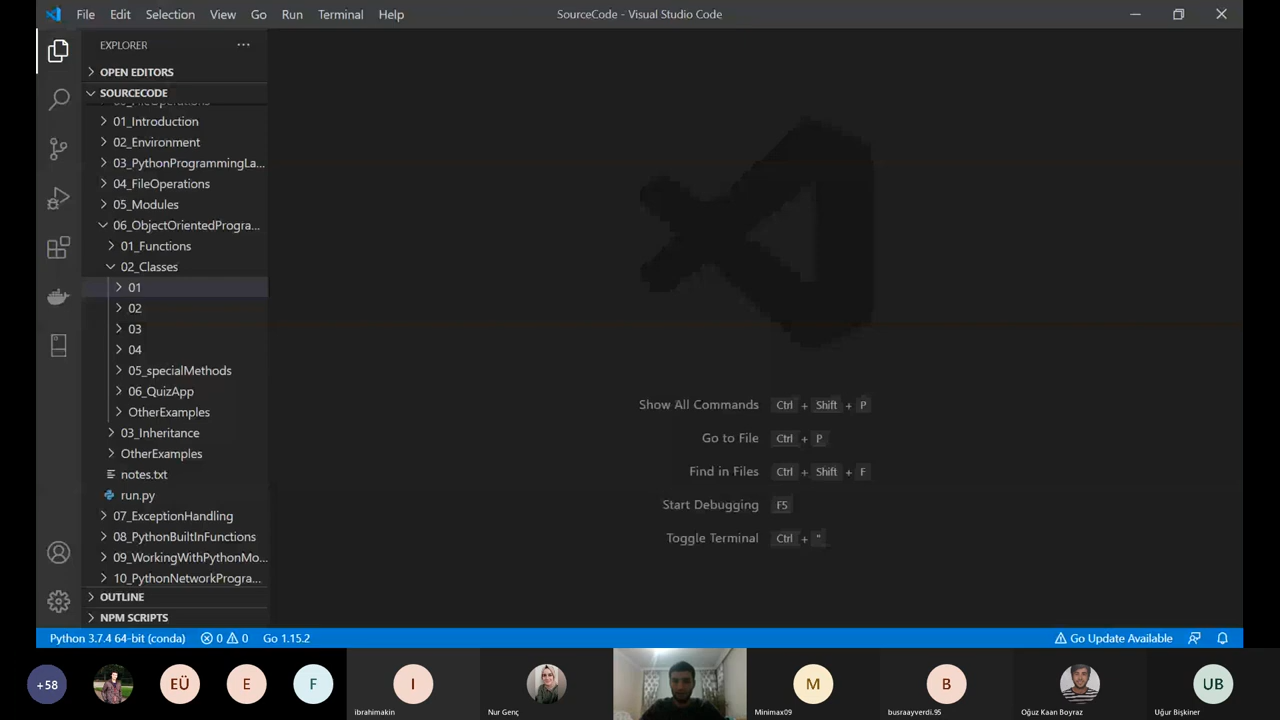 File Edit Selection View Go Run Terminal Help
SourceCode - Visual Studio Code
EXPLORER
OPEN EDITORS
SOURCECODE
01_Introduction
02_Environment
03_PythonProgrammingLa...
04_FileOperations
05_Modules
06_ObjectOrientedProgra...
01_Functions
02_Classes
01
02
03
04
05_specialMethods
06_QuizApp
OtherExamples
03_Inheritance
OtherExamples
notes.txt
run.py
07_ExceptionHandling
08_PythonBuiltInFunctions
09_WorkingWithPythonMo...
10_PythonNetworkProgra...
OUTLINE
NPM SCRIPTS
Show All Commands Ctrl + Shift + P
Go to File Ctrl + P
Find in Files Ctrl + Shift + F
Start Debugging F5
Toggle Terminal Ctrl + "
Python 3.7.4 64-bit (conda) 0 0 Go 1.15.2 Go Update Available
+58 EÜ E F I M B UB
ibrahimakin Nur Genç Minimax09 busraayverdi.95 Oğuz Kaan Boyraz Uğur Bişkiner